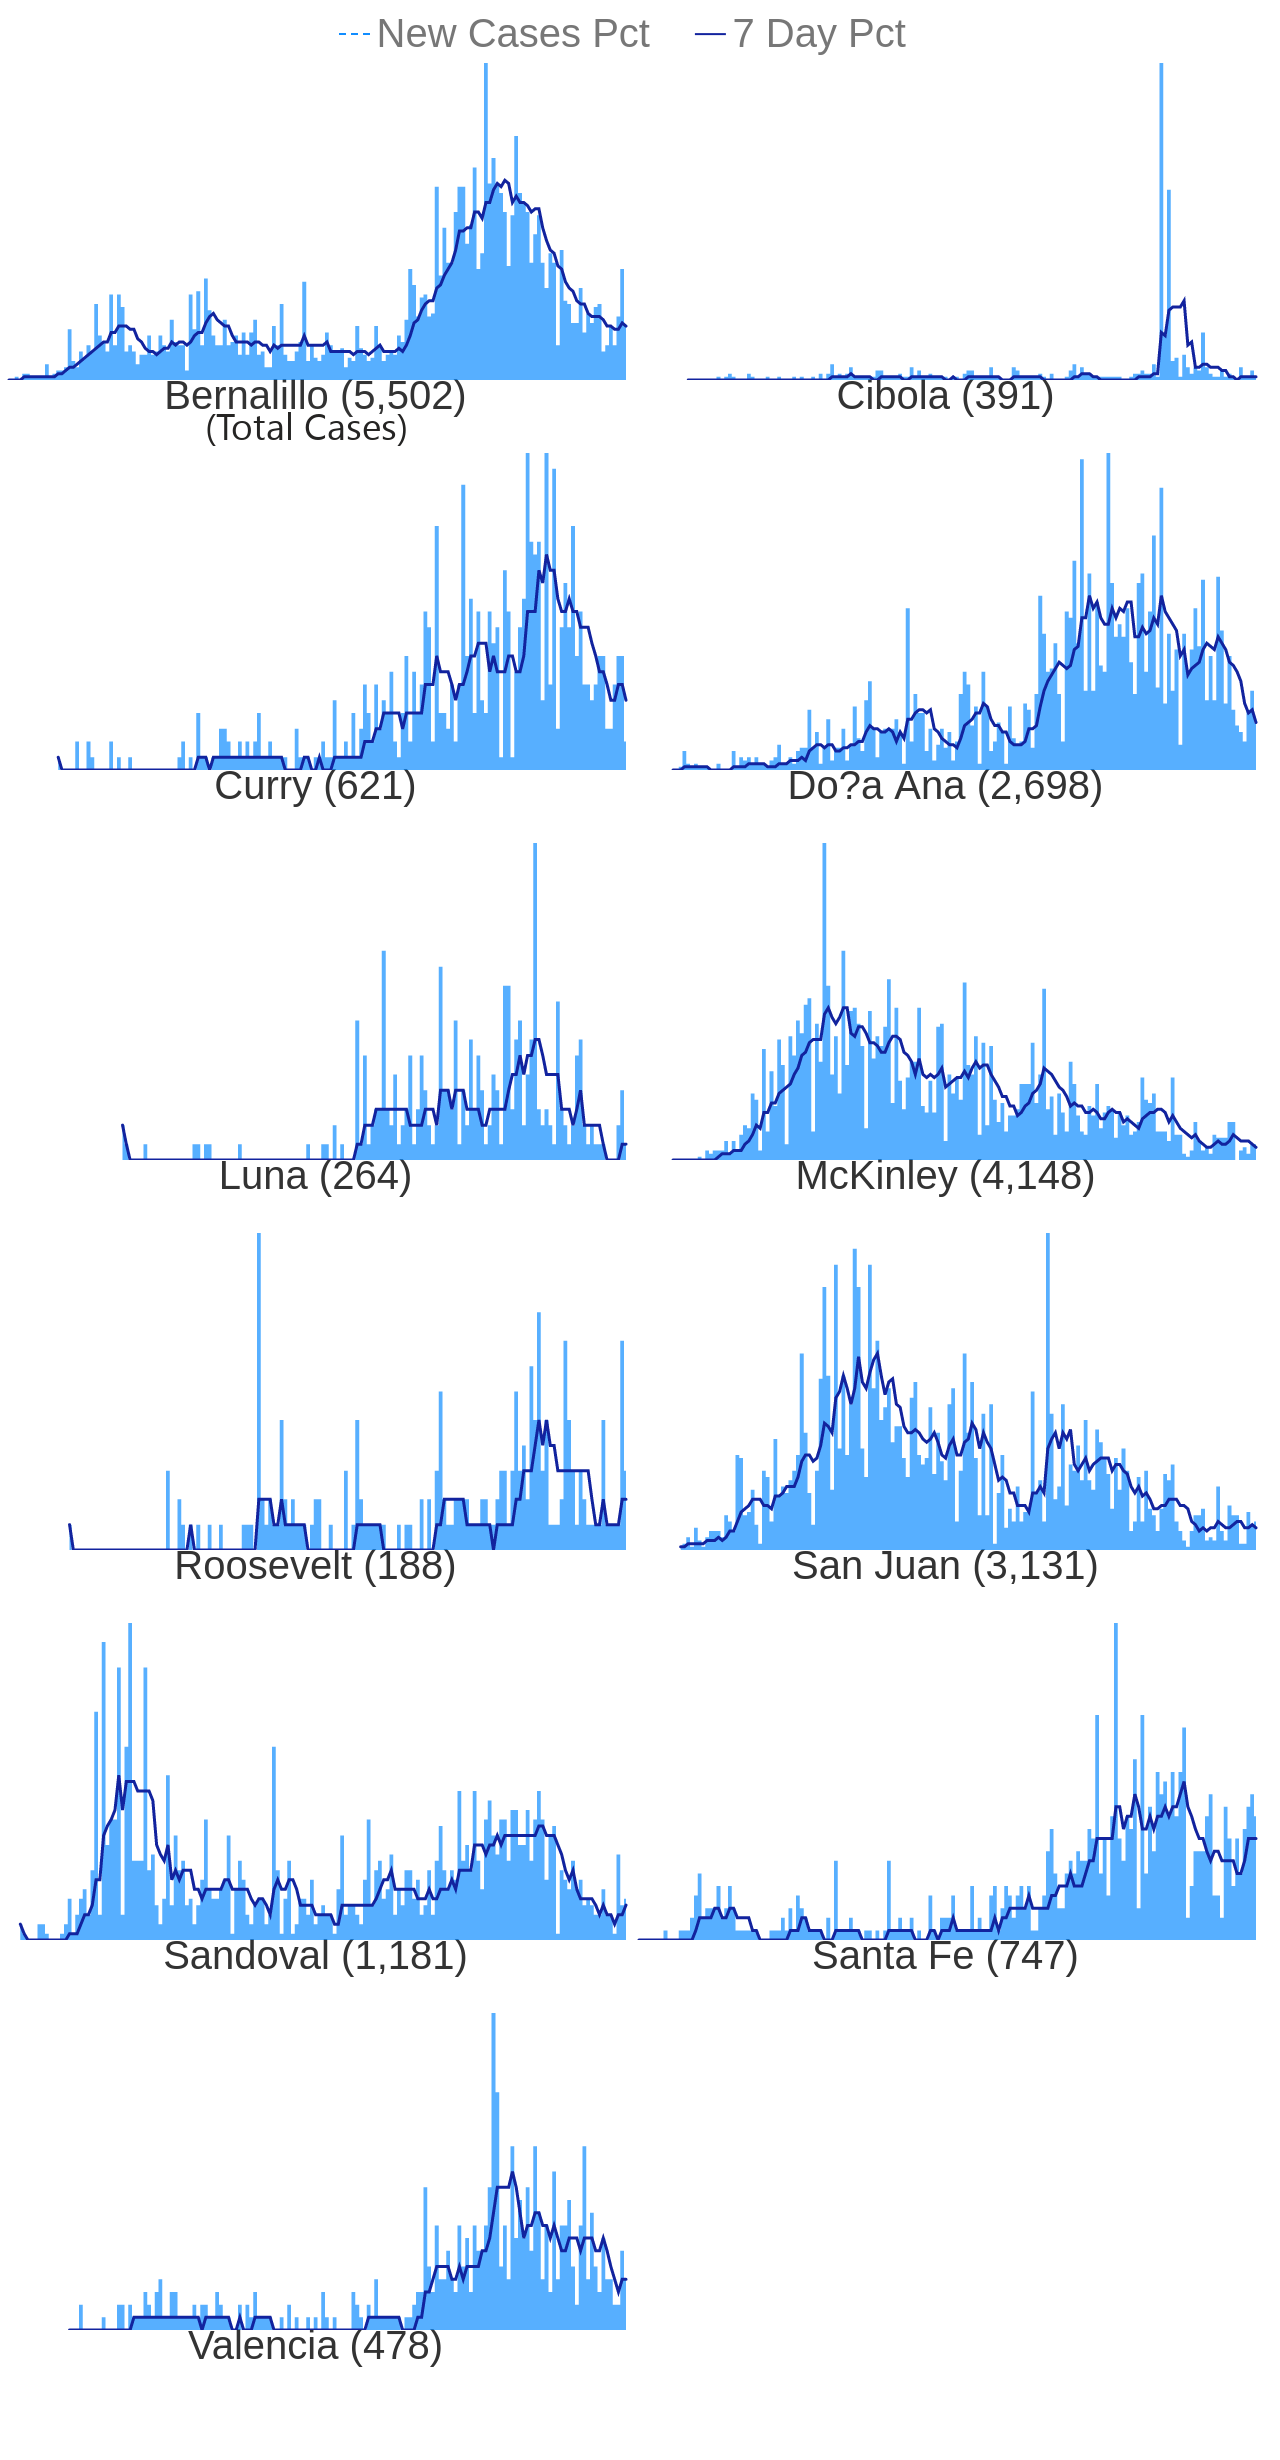 New Cases Pct 7 Day Pct
Bernalillo (5,502) Cibola (391)
(Total Cases)
Curry (621) Do?a Ana (2,698)
Luna (264) McKinley (4,148)
Roosevelt (188) San Juan (3,131)
Sandoval (1,181) Santa Fe (747)
Valencia (478)